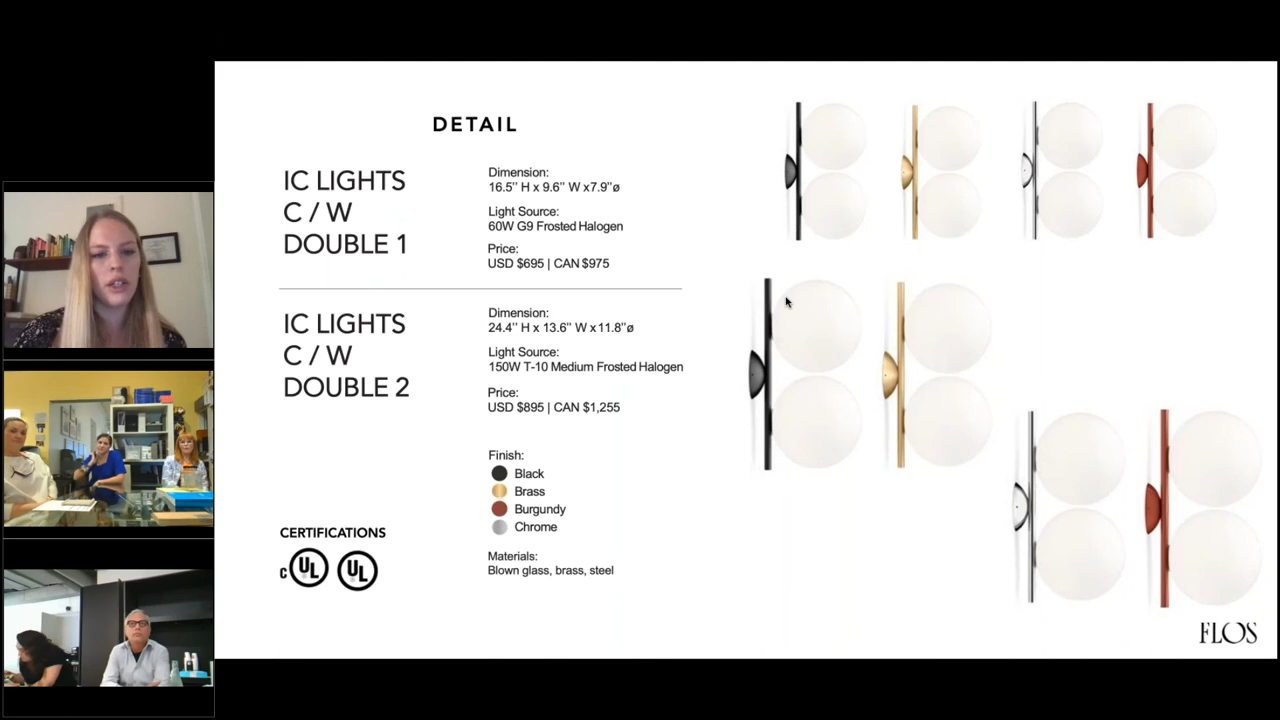 DETAIL
IC LIGHTS
C / W
DOUBLE 1
Dimension:
16.5’’ H x 9.6’’ W x7.9’’ø
Light Source:
60W G9 Frosted Halogen
Price:
USD $695 | CAN $975
IC LIGHTS
C / W
DOUBLE 2
Dimension:
24.4’’ H x 13.6’’ W x11.8’’ø
Light Source:
150W T-10 Medium Frosted Halogen
Price:
USD $895 | CAN $1,255
Finish:
Black
Brass
Burgundy
Chrome
CERTIFICATIONS
c UL UL
Materials:
Blown glass, brass, steel
FLOS